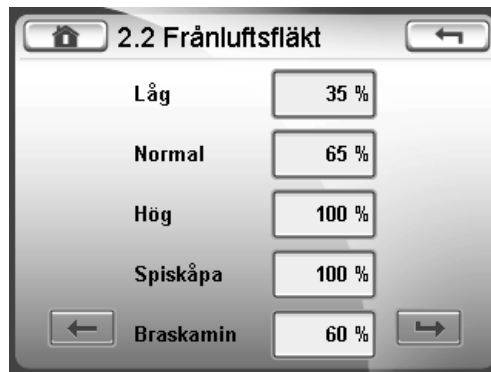 2.2 Frånluftsfläkt
Låg 35 %
Normal 65 %
Hög 100 %
Spiskåpa 100 %
Braskamin 60 %